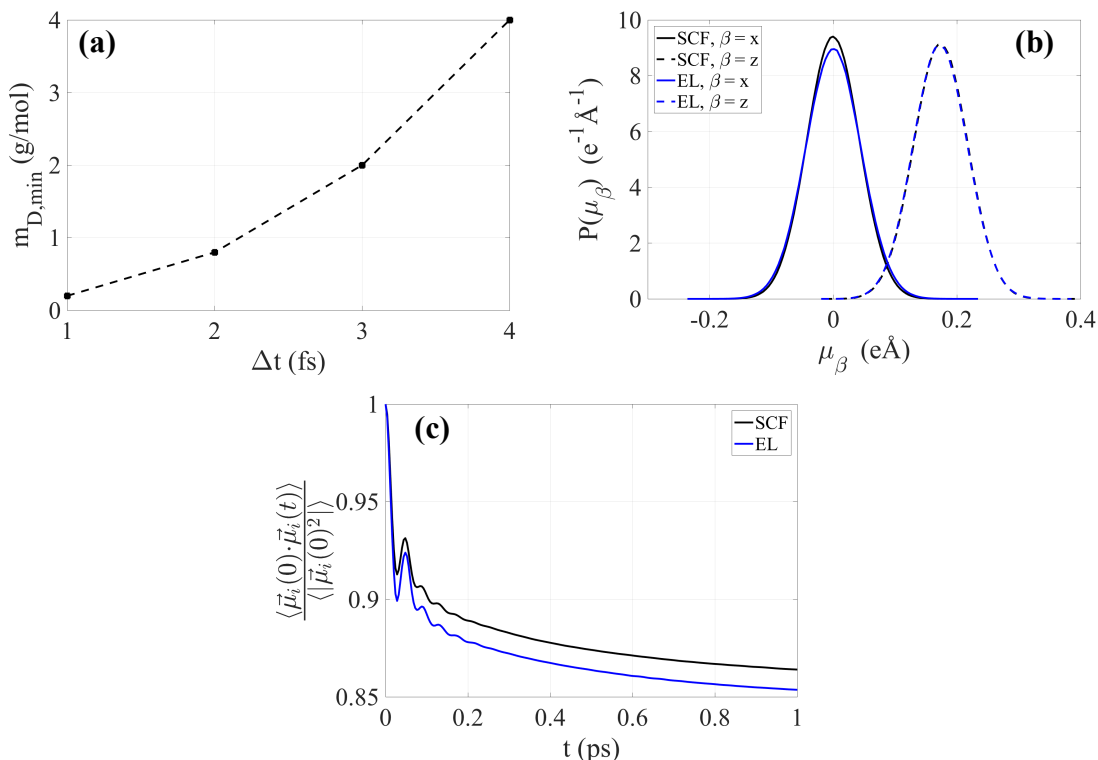 (a)
4
3
2
1
0
m_{D,min} (g/mol)
1 2 3 4
Δt (fs)
(b)
SCF, β = x
SCF, β = z
EL, β = x
EL, β = z
10
8
6
4
2
0
P(μ_β) (e⁻¹Å⁻¹)
-0.2 0 0.2 0.4
μ_β (eÅ)
(c)
SCF
EL
1
0.95
0.9
0.85
⟨μ⃗_i(0)·μ⃗_i(t)⟩
⟨|μ⃗_i(0)²|⟩
0 0.2 0.4 0.6 0.8 1
t (ps)